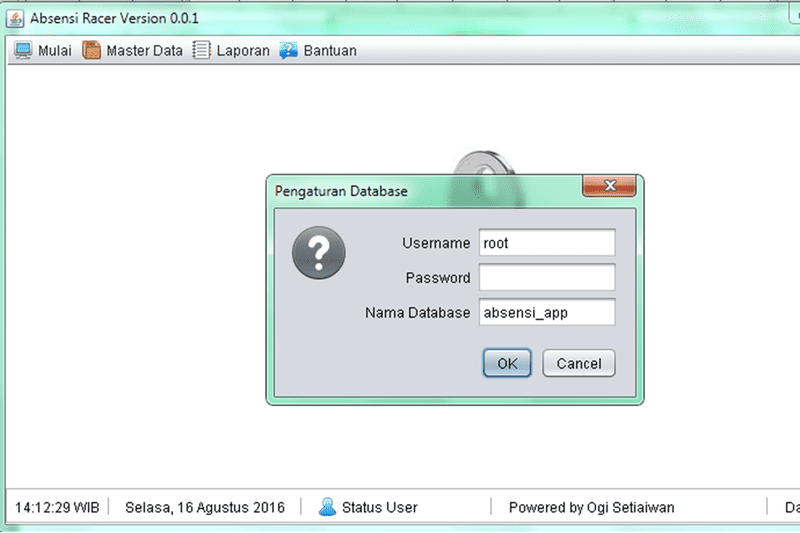 Absensi Racer Version 0.0.1
Mulai Master Data Laporan Bantuan
Pengaturan Database
Username root
Password
Nama Database absensi_app
OK Cancel
14:12:29 WIB Selasa, 16 Agustus 2016 Status User Powered by Ogi Setiaiwan